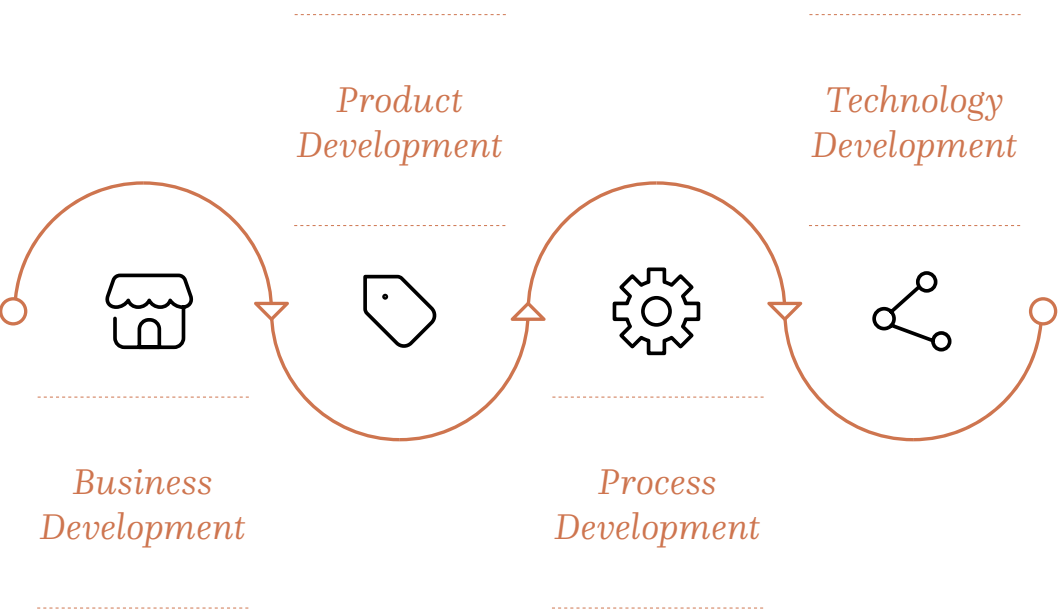 Product
Development
Technology
Development
Business
Development
Process
Development